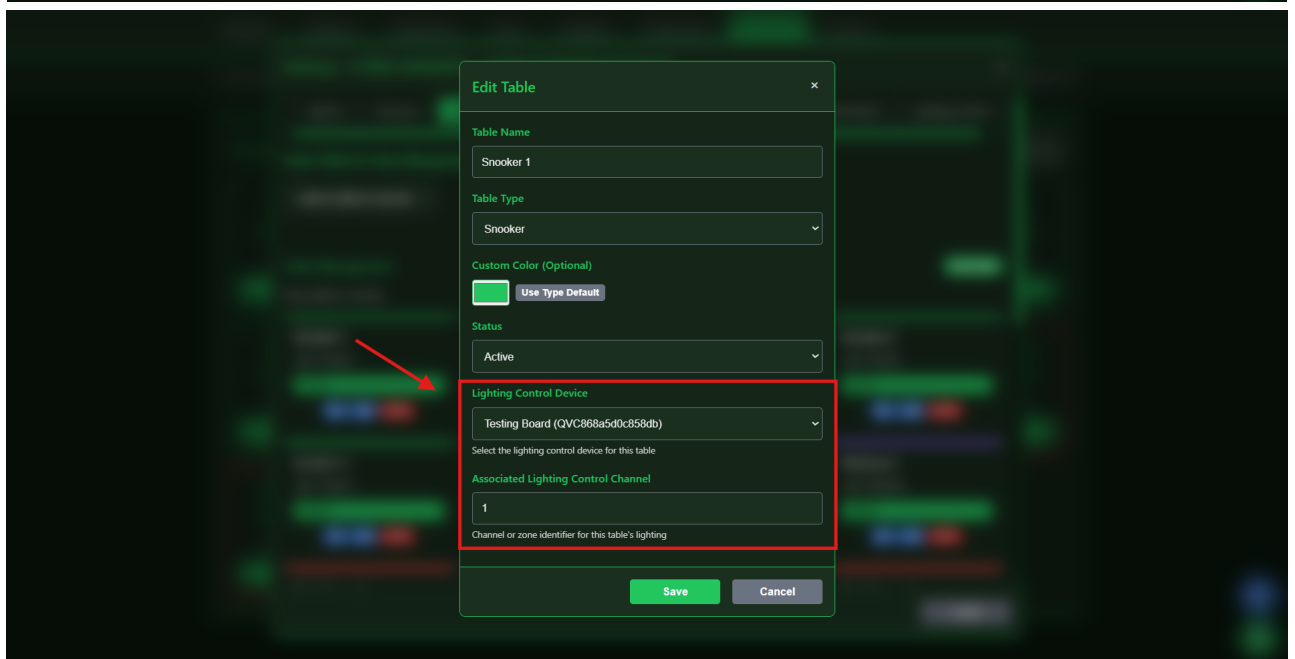 Edit Table
×
Table Name
Snooker 1
Table Type
Snooker
Custom Color (Optional)
Use Type Default
Status
Active
Lighting Control Device
Testing Board (QVC868a5d0c858db)
Select the lighting control device for this table
Associated Lighting Control Channel
1
Channel or zone identifier for this table's lighting
Save Cancel